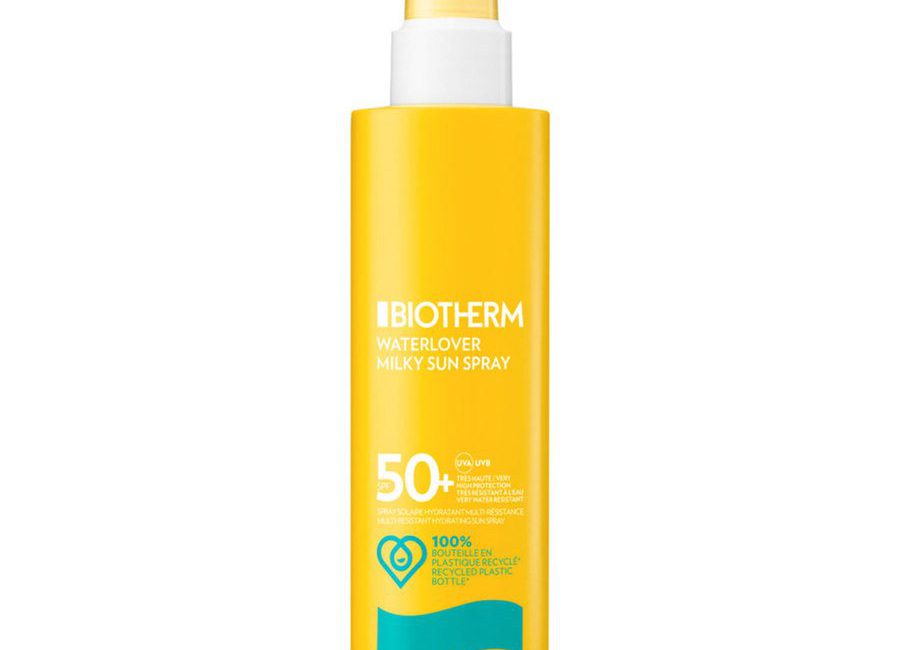 BIOTHERM
WATERLOVER
MILKY SUN SPRAY
SPF 50+
UVA UVB
TRÈS HAUTE / VERY
HIGH PROTECTION
TRÈS RÉSISTANT À L'EAU
VERY WATER RESISTANT
SPRAY SOLAIRE HYDRATANT MULTI-RÉSISTANCE
MULTI-RESISTANT HYDRATING SUN SPRAY
100%
BOUTEILLE EN
PLASTIQUE RECYCLÉ*
RECYCLED PLASTIC
BOTTLE*